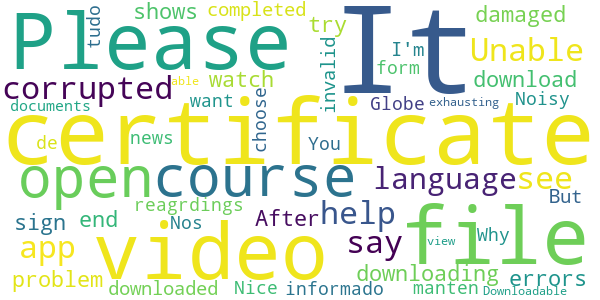 shows completed
tudo try damaged
Please It I'm Unable
form
corrupted able watch invalid download
documents want choose Globe exhausting Noisy
certificate
de news You
open course language see
reagrdings But
sign end Nos After help file
app video say view Why
problem downloading errors
downloaded Nice informado manten Downloadable